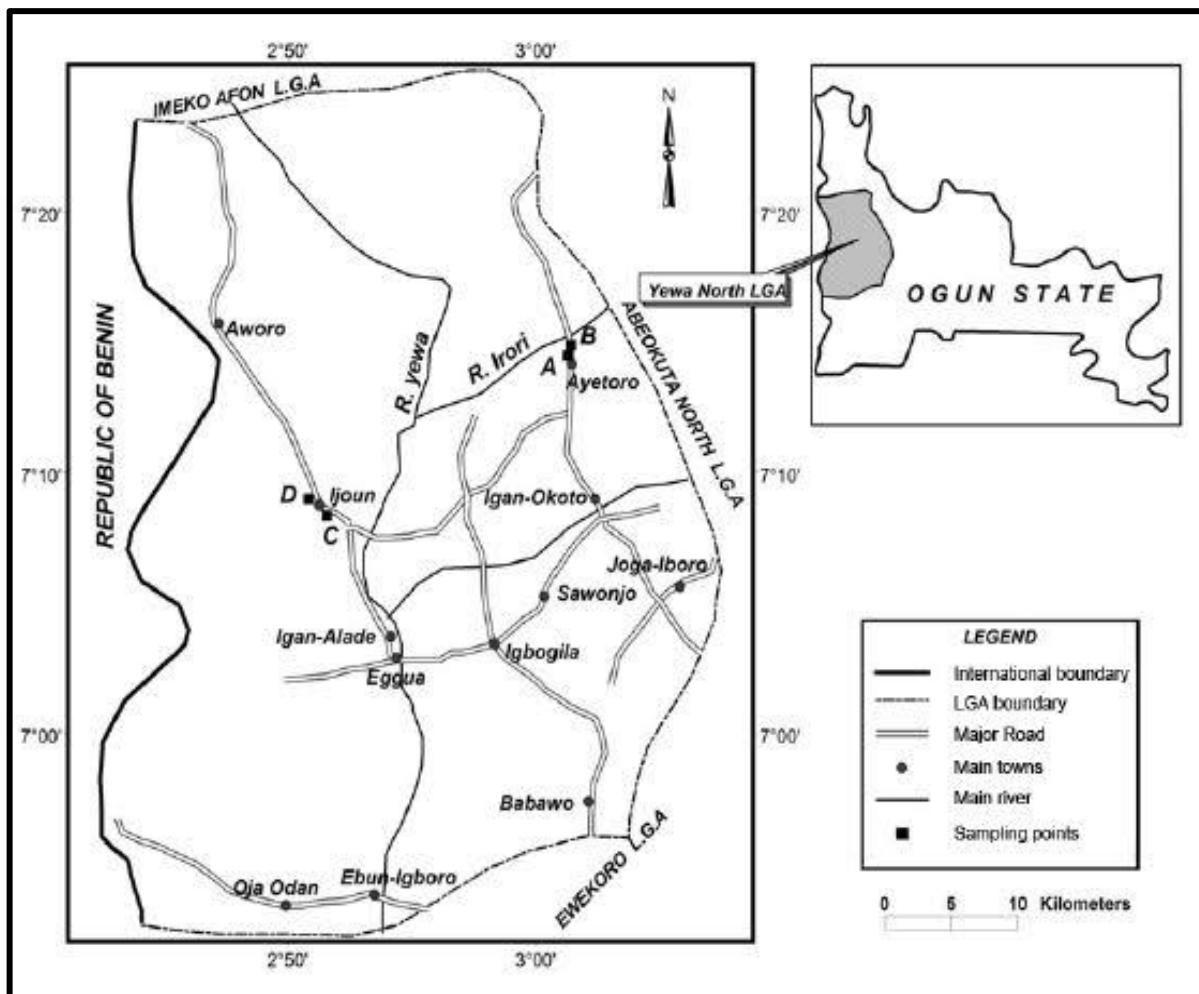 2°50'
3°00'
IMEKO AFON L.G.A
N
7°20'
7°20'
Yewa North LGA
OGUN STATE
REPUBLIC OF BENIN
ABEOKUTA NORTH L.G.A
Aworo
R. yewa
R. Irori
B
A
Ayetoro
7°10'
7°10'
D
Ijoun
C
Igan-Okoto
Joga-Iboro
Sawonjo
Igan-Alade
Igbogila
Eggua
7°00'
7°00'
Babawo
EWEKORO L.G.A
Oja Odan
Ebun-Igboro
2°50'
3°00'
LEGEND
International boundary
LGA boundary
Major Road
Main towns
Main river
Sampling points
0 5 10 Kilometers